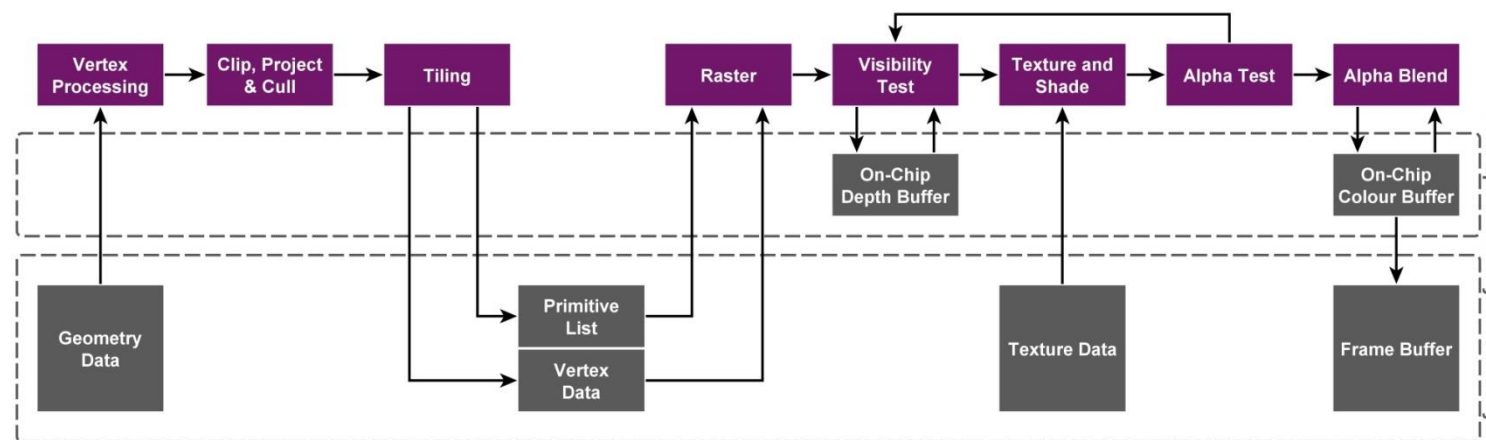 Vertex
Processing
Clip, Project
& Cull
Tiling
Raster
Visibility
Test
Texture and
Shade
Alpha Test
Alpha Blend
On-Chip
Depth Buffer
On-Chip
Colour Buffer
Geometry
Data
Primitive
List
Vertex
Data
Texture Data
Frame Buffer